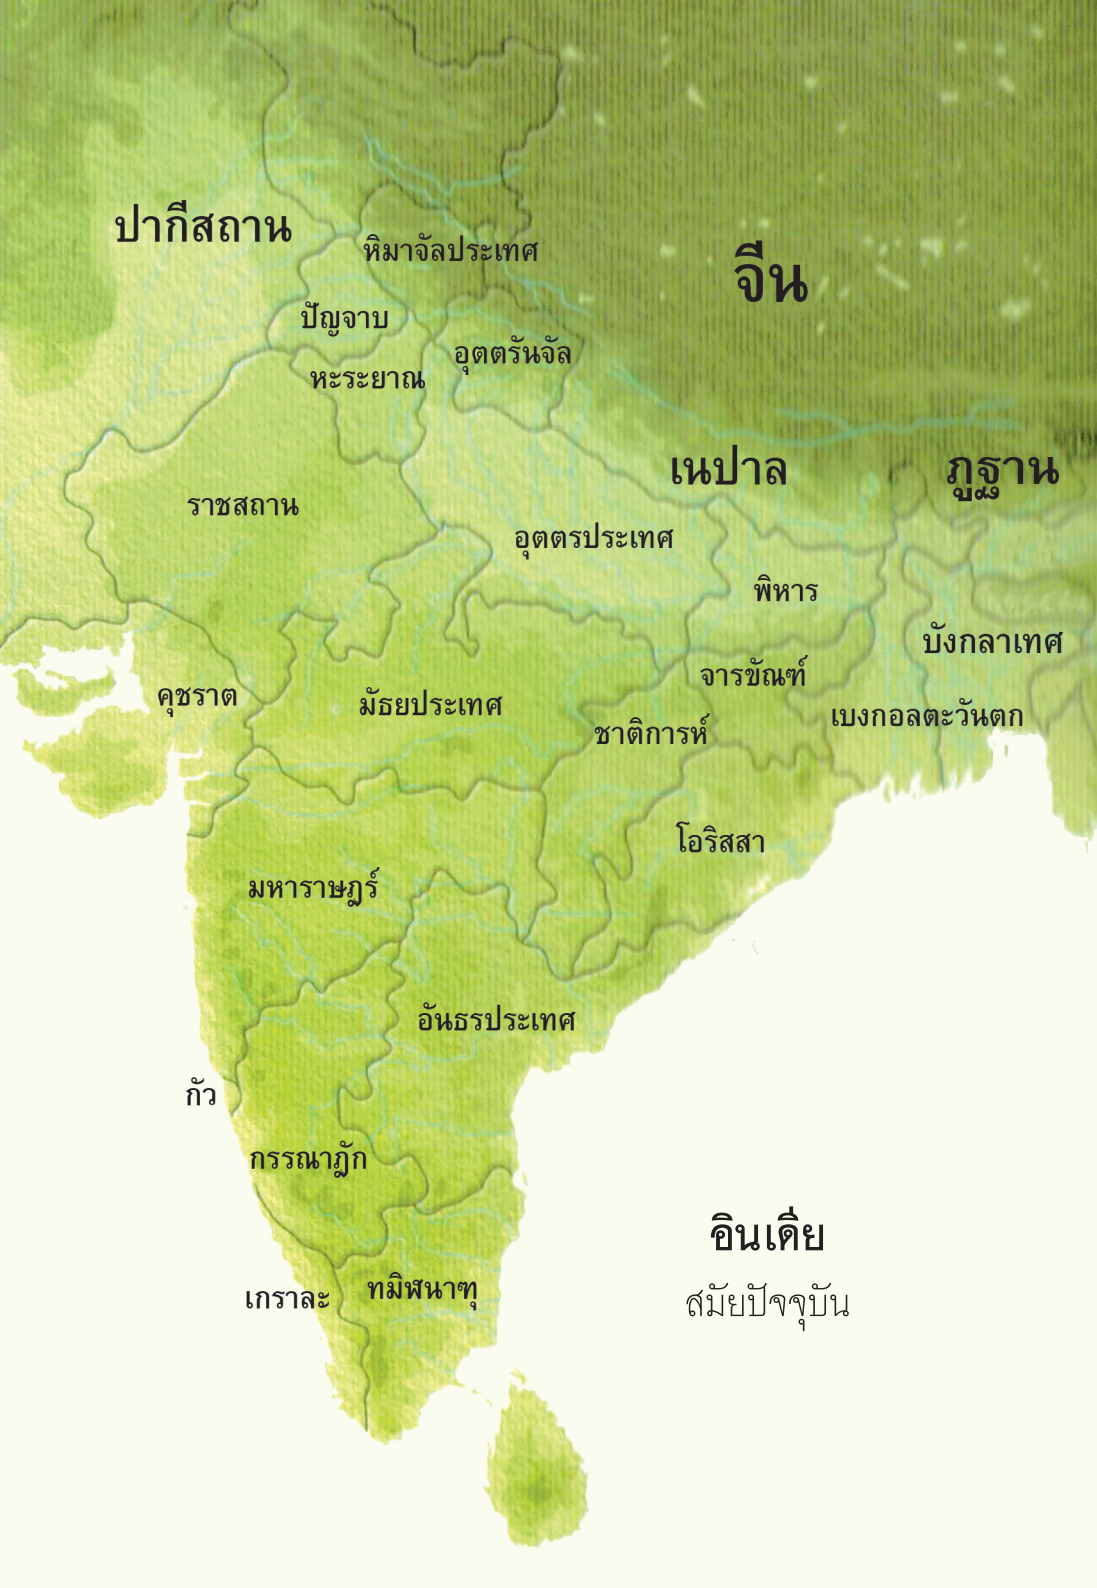 ปากีสถาน
หิมาจัลประเทศ
จีน
ปัญจาบ
อุตตรันจัล
หะระยาณ
เนปาล
ภูฐาน
ราชสถาน
อุตตรประเทศ
พิหาร
บังกลาเทศ
จารขัณฑ์
คุชราต
มัธยประเทศ
เบงกอลตะวันตก
ชาติการห์
โอริสสา
มหาราษฎร์
อันธรประเทศ
กัว
กรรณาฎัก
อินเดีย
เกราละ
ทมิฬนาฑุ
สมัยปัจจุบัน